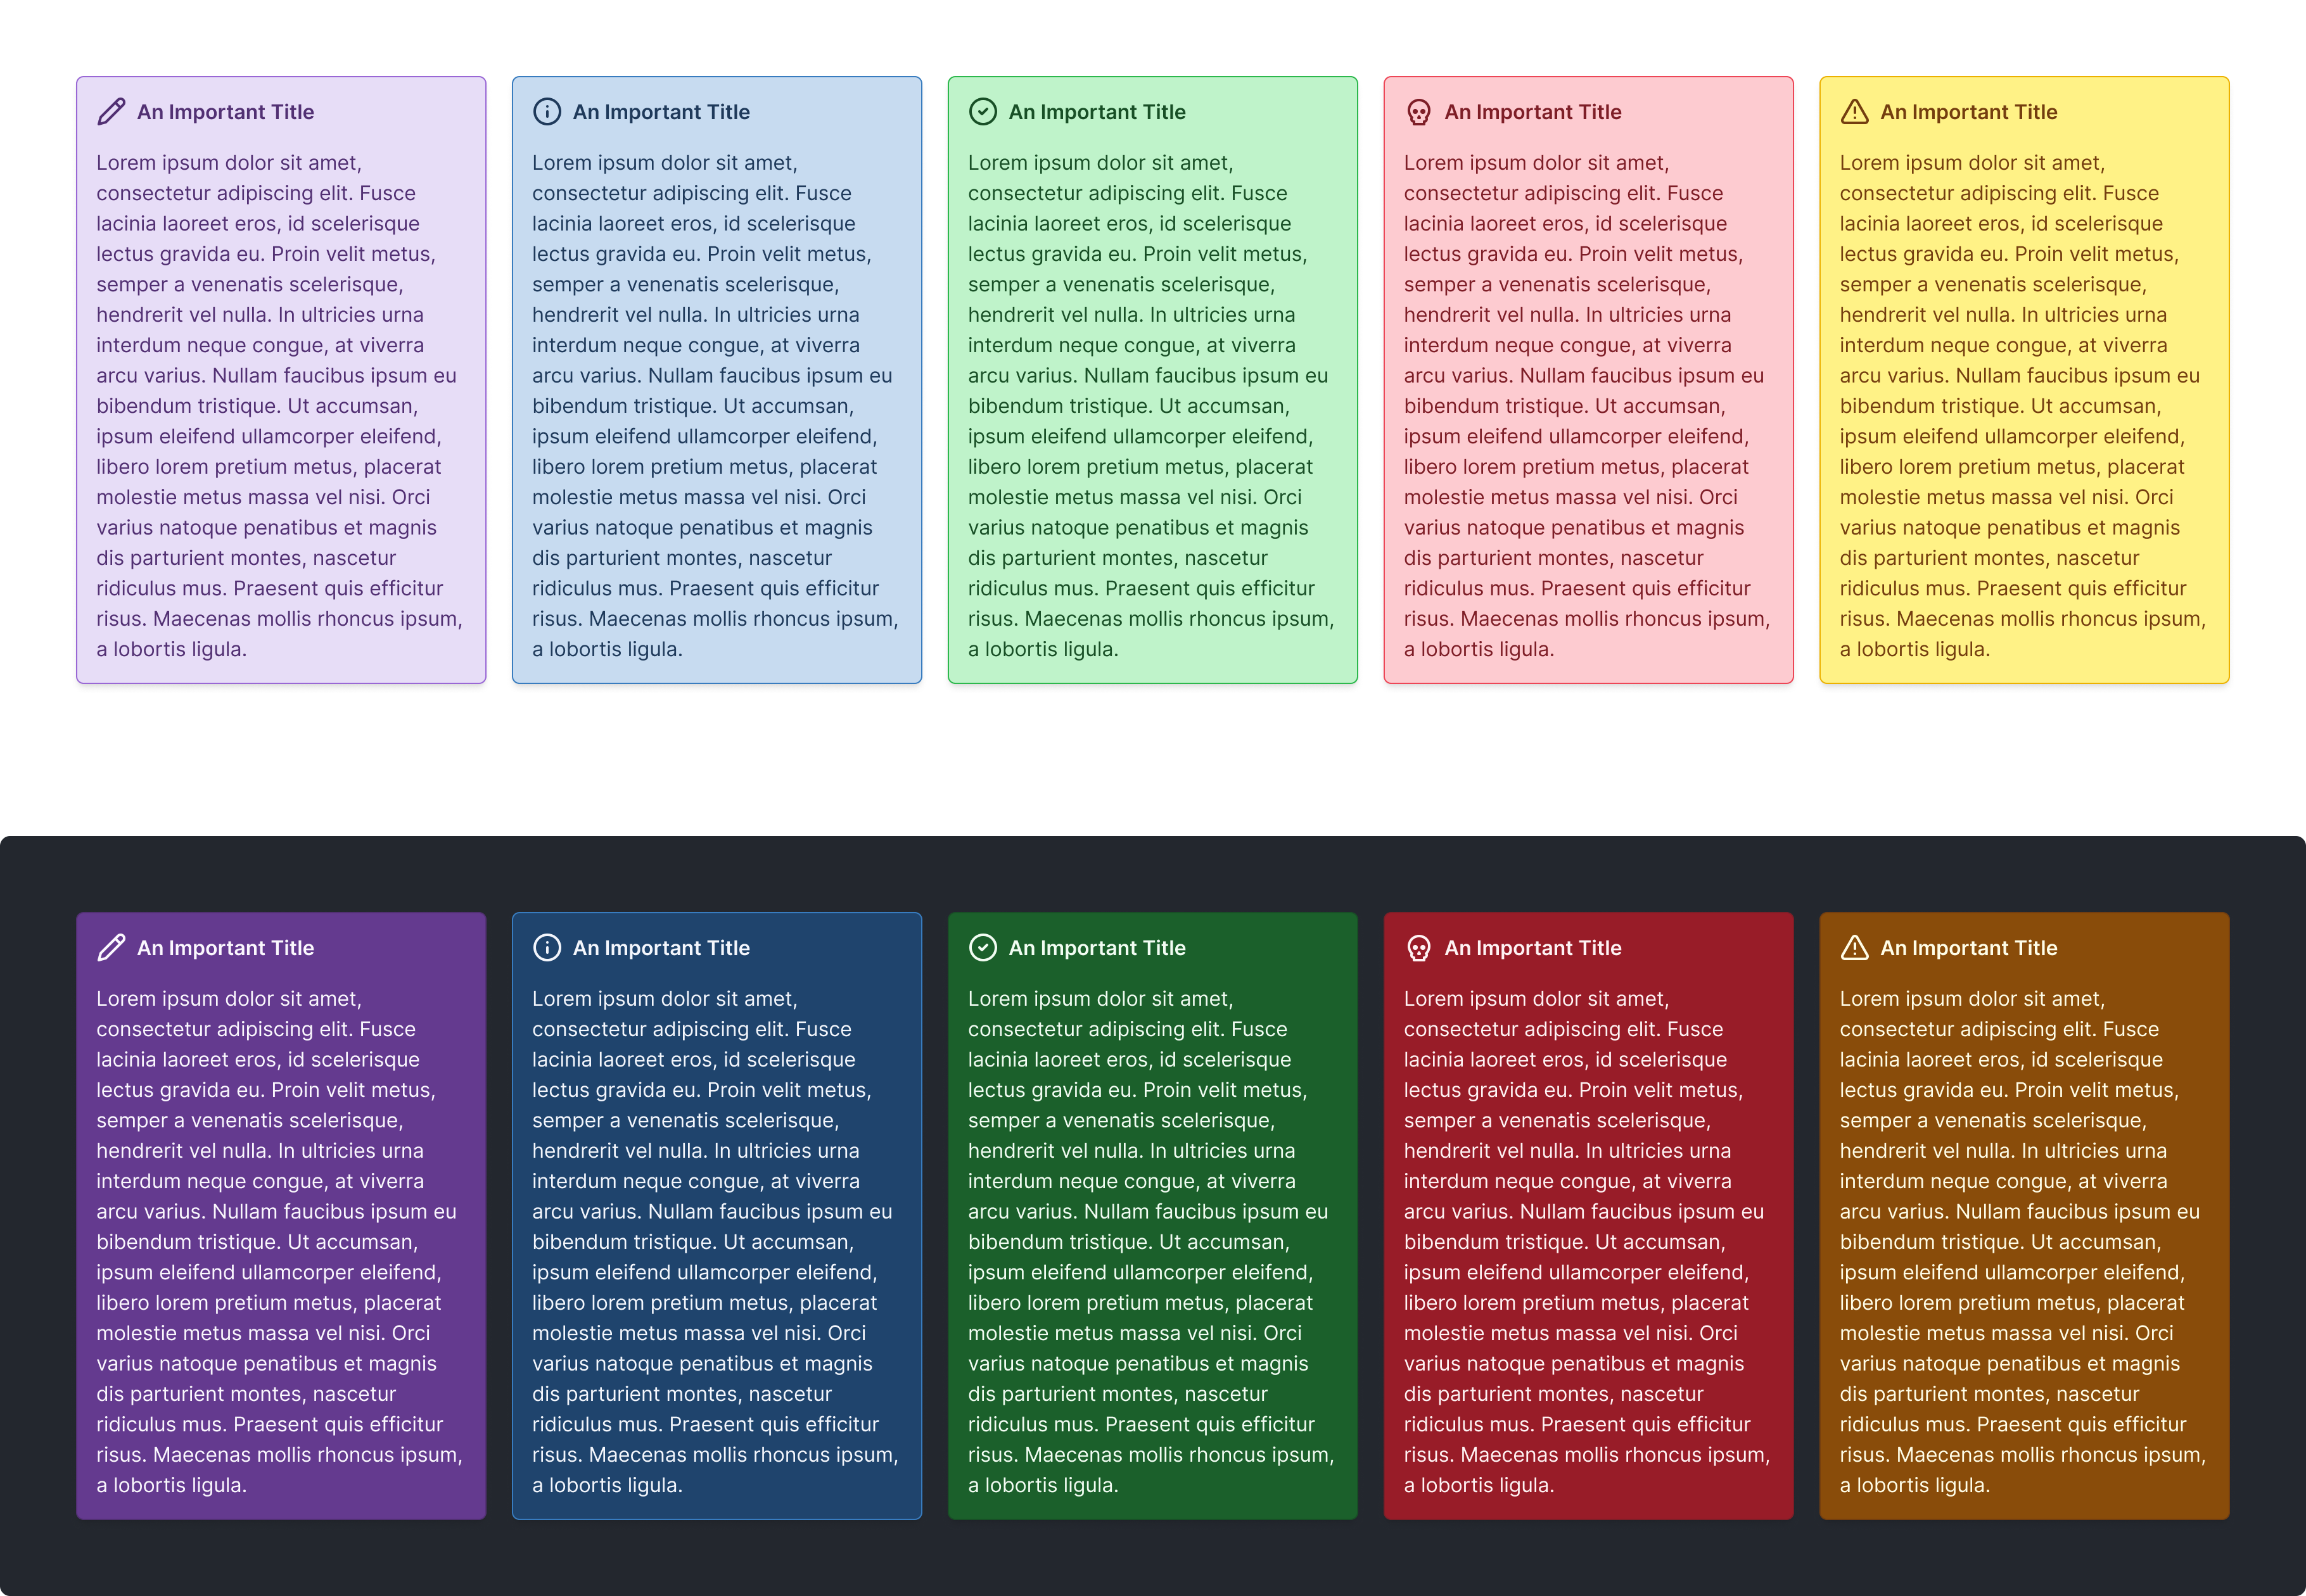 An Important Title
Lorem ipsum dolor sit amet,
consectetur adipiscing elit. Fusce
lacinia laoreet eros, id scelerisque
lectus gravida eu. Proin velit metus,
semper a venenatis scelerisque,
hendrerit vel nulla. In ultricies urna
interdum neque congue, at viverra
arcu varius. Nullam faucibus ipsum eu
bibendum tristique. Ut accumsan,
ipsum eleifend ullamcorper eleifend,
libero lorem pretium metus, placerat
molestie metus massa vel nisi. Orci
varius natoque penatibus et magnis
dis parturient montes, nascetur
ridiculus mus. Praesent quis efficitur
risus. Maecenas mollis rhoncus ipsum,
a lobortis ligula.
An Important Title
Lorem ipsum dolor sit amet,
consectetur adipiscing elit. Fusce
lacinia laoreet eros, id scelerisque
lectus gravida eu. Proin velit metus,
semper a venenatis scelerisque,
hendrerit vel nulla. In ultricies urna
interdum neque congue, at viverra
arcu varius. Nullam faucibus ipsum eu
bibendum tristique. Ut accumsan,
ipsum eleifend ullamcorper eleifend,
libero lorem pretium metus, placerat
molestie metus massa vel nisi. Orci
varius natoque penatibus et magnis
dis parturient montes, nascetur
ridiculus mus. Praesent quis efficitur
risus. Maecenas mollis rhoncus ipsum,
a lobortis ligula.
An Important Title
Lorem ipsum dolor sit amet,
consectetur adipiscing elit. Fusce
lacinia laoreet eros, id scelerisque
lectus gravida eu. Proin velit metus,
semper a venenatis scelerisque,
hendrerit vel nulla. In ultricies urna
interdum neque congue, at viverra
arcu varius. Nullam faucibus ipsum eu
bibendum tristique. Ut accumsan,
ipsum eleifend ullamcorper eleifend,
libero lorem pretium metus, placerat
molestie metus massa vel nisi. Orci
varius natoque penatibus et magnis
dis parturient montes, nascetur
ridiculus mus. Praesent quis efficitur
risus. Maecenas mollis rhoncus ipsum,
a lobortis ligula.
An Important Title
Lorem ipsum dolor sit amet,
consectetur adipiscing elit. Fusce
lacinia laoreet eros, id scelerisque
lectus gravida eu. Proin velit metus,
semper a venenatis scelerisque,
hendrerit vel nulla. In ultricies urna
interdum neque congue, at viverra
arcu varius. Nullam faucibus ipsum eu
bibendum tristique. Ut accumsan,
ipsum eleifend ullamcorper eleifend,
libero lorem pretium metus, placerat
molestie metus massa vel nisi. Orci
varius natoque penatibus et magnis
dis parturient montes, nascetur
ridiculus mus. Praesent quis efficitur
risus. Maecenas mollis rhoncus ipsum,
a lobortis ligula.
An Important Title
Lorem ipsum dolor sit amet,
consectetur adipiscing elit. Fusce
lacinia laoreet eros, id scelerisque
lectus gravida eu. Proin velit metus,
semper a venenatis scelerisque,
hendrerit vel nulla. In ultricies urna
interdum neque congue, at viverra
arcu varius. Nullam faucibus ipsum eu
bibendum tristique. Ut accumsan,
ipsum eleifend ullamcorper eleifend,
libero lorem pretium metus, placerat
molestie metus massa vel nisi. Orci
varius natoque penatibus et magnis
dis parturient montes, nascetur
ridiculus mus. Praesent quis efficitur
risus. Maecenas mollis rhoncus ipsum,
a lobortis ligula.
An Important Title
Lorem ipsum dolor sit amet,
consectetur adipiscing elit. Fusce
lacinia laoreet eros, id scelerisque
lectus gravida eu. Proin velit metus,
semper a venenatis scelerisque,
hendrerit vel nulla. In ultricies urna
interdum neque congue, at viverra
arcu varius. Nullam faucibus ipsum eu
bibendum tristique. Ut accumsan,
ipsum eleifend ullamcorper eleifend,
libero lorem pretium metus, placerat
molestie metus massa vel nisi. Orci
varius natoque penatibus et magnis
dis parturient montes, nascetur
ridiculus mus. Praesent quis efficitur
risus. Maecenas mollis rhoncus ipsum,
a lobortis ligula.
An Important Title
Lorem ipsum dolor sit amet,
consectetur adipiscing elit. Fusce
lacinia laoreet eros, id scelerisque
lectus gravida eu. Proin velit metus,
semper a venenatis scelerisque,
hendrerit vel nulla. In ultricies urna
interdum neque congue, at viverra
arcu varius. Nullam faucibus ipsum eu
bibendum tristique. Ut accumsan,
ipsum eleifend ullamcorper eleifend,
libero lorem pretium metus, placerat
molestie metus massa vel nisi. Orci
varius natoque penatibus et magnis
dis parturient montes, nascetur
ridiculus mus. Praesent quis efficitur
risus. Maecenas mollis rhoncus ipsum,
a lobortis ligula.
An Important Title
Lorem ipsum dolor sit amet,
consectetur adipiscing elit. Fusce
lacinia laoreet eros, id scelerisque
lectus gravida eu. Proin velit metus,
semper a venenatis scelerisque,
hendrerit vel nulla. In ultricies urna
interdum neque congue, at viverra
arcu varius. Nullam faucibus ipsum eu
bibendum tristique. Ut accumsan,
ipsum eleifend ullamcorper eleifend,
libero lorem pretium metus, placerat
molestie metus massa vel nisi. Orci
varius natoque penatibus et magnis
dis parturient montes, nascetur
ridiculus mus. Praesent quis efficitur
risus. Maecenas mollis rhoncus ipsum,
a lobortis ligula.
An Important Title
Lorem ipsum dolor sit amet,
consectetur adipiscing elit. Fusce
lacinia laoreet eros, id scelerisque
lectus gravida eu. Proin velit metus,
semper a venenatis scelerisque,
hendrerit vel nulla. In ultricies urna
interdum neque congue, at viverra
arcu varius. Nullam faucibus ipsum eu
bibendum tristique. Ut accumsan,
ipsum eleifend ullamcorper eleifend,
libero lorem pretium metus, placerat
molestie metus massa vel nisi. Orci
varius natoque penatibus et magnis
dis parturient montes, nascetur
ridiculus mus. Praesent quis efficitur
risus. Maecenas mollis rhoncus ipsum,
a lobortis ligula.
An Important Title
Lorem ipsum dolor sit amet,
consectetur adipiscing elit. Fusce
lacinia laoreet eros, id scelerisque
lectus gravida eu. Proin velit metus,
semper a venenatis scelerisque,
hendrerit vel nulla. In ultricies urna
interdum neque congue, at viverra
arcu varius. Nullam faucibus ipsum eu
bibendum tristique. Ut accumsan,
ipsum eleifend ullamcorper eleifend,
libero lorem pretium metus, placerat
molestie metus massa vel nisi. Orci
varius natoque penatibus et magnis
dis parturient montes, nascetur
ridiculus mus. Praesent quis efficitur
risus. Maecenas mollis rhoncus ipsum,
a lobortis ligula.